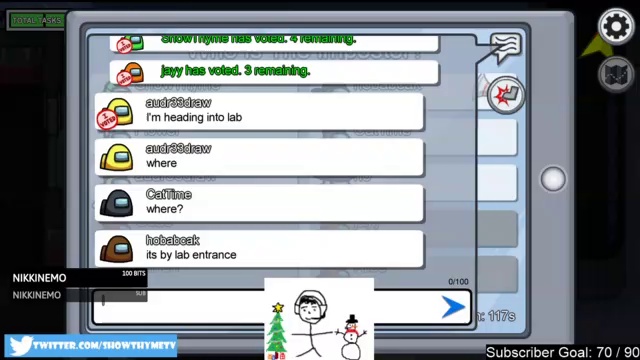 TOTAL TASKS
ShowThyme has voted. 4 remaining.
jayy has voted. 3 remaining.
I VOTED
audr33draw
I'm heading into lab
audr33draw
where
CatTime
where?
hobabcak
its by lab entrance
0/100
NIKKINEMO
100 BITS
NIKKINEMO
SUB
117s
TWITTER.COM/SHOWTHYMETV
Subscriber Goal: 70 / 90